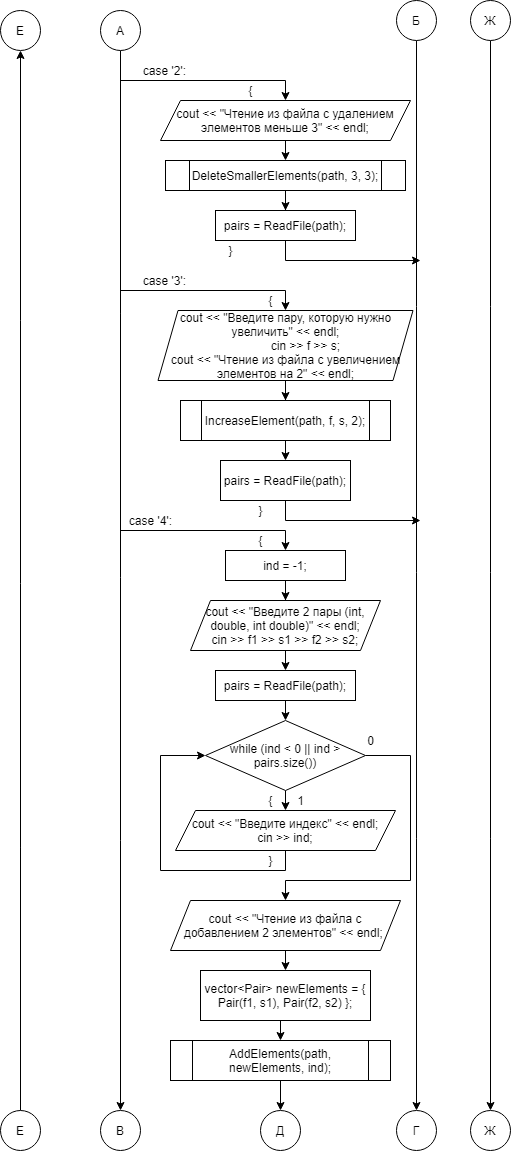 Е
А
Б
Ж
case '2':
{
cout << "Чтение из файла с удалением
элементов меньше 3" << endl;
DeleteSmallerElements(path, 3, 3);
pairs = ReadFile(path);
}
case '3':
{
cout << "Введите пару, которую нужно
увеличить" << endl;
cin >> f >> s;
cout << "Чтение из файла с увеличением
элементов на 2" << endl;
IncreaseElement(path, f, s, 2);
pairs = ReadFile(path);
}
case '4':
{
ind = -1;
cout << "Введите 2 пары (int,
double, int double)" << endl;
cin >> f1 >> s1 >> f2 >> s2;
pairs = ReadFile(path);
while (ind < 0 || ind >
pairs.size())
0
{
1
cout << "Введите индекс" << endl;
cin >> ind;
}
cout << "Чтение из файла с
добавлением 2 элементов" << endl;
vector<Pair> newElements = {
Pair(f1, s1), Pair(f2, s2) };
AddElements(path,
newElements, ind);
Е
В
Д
Г
Ж